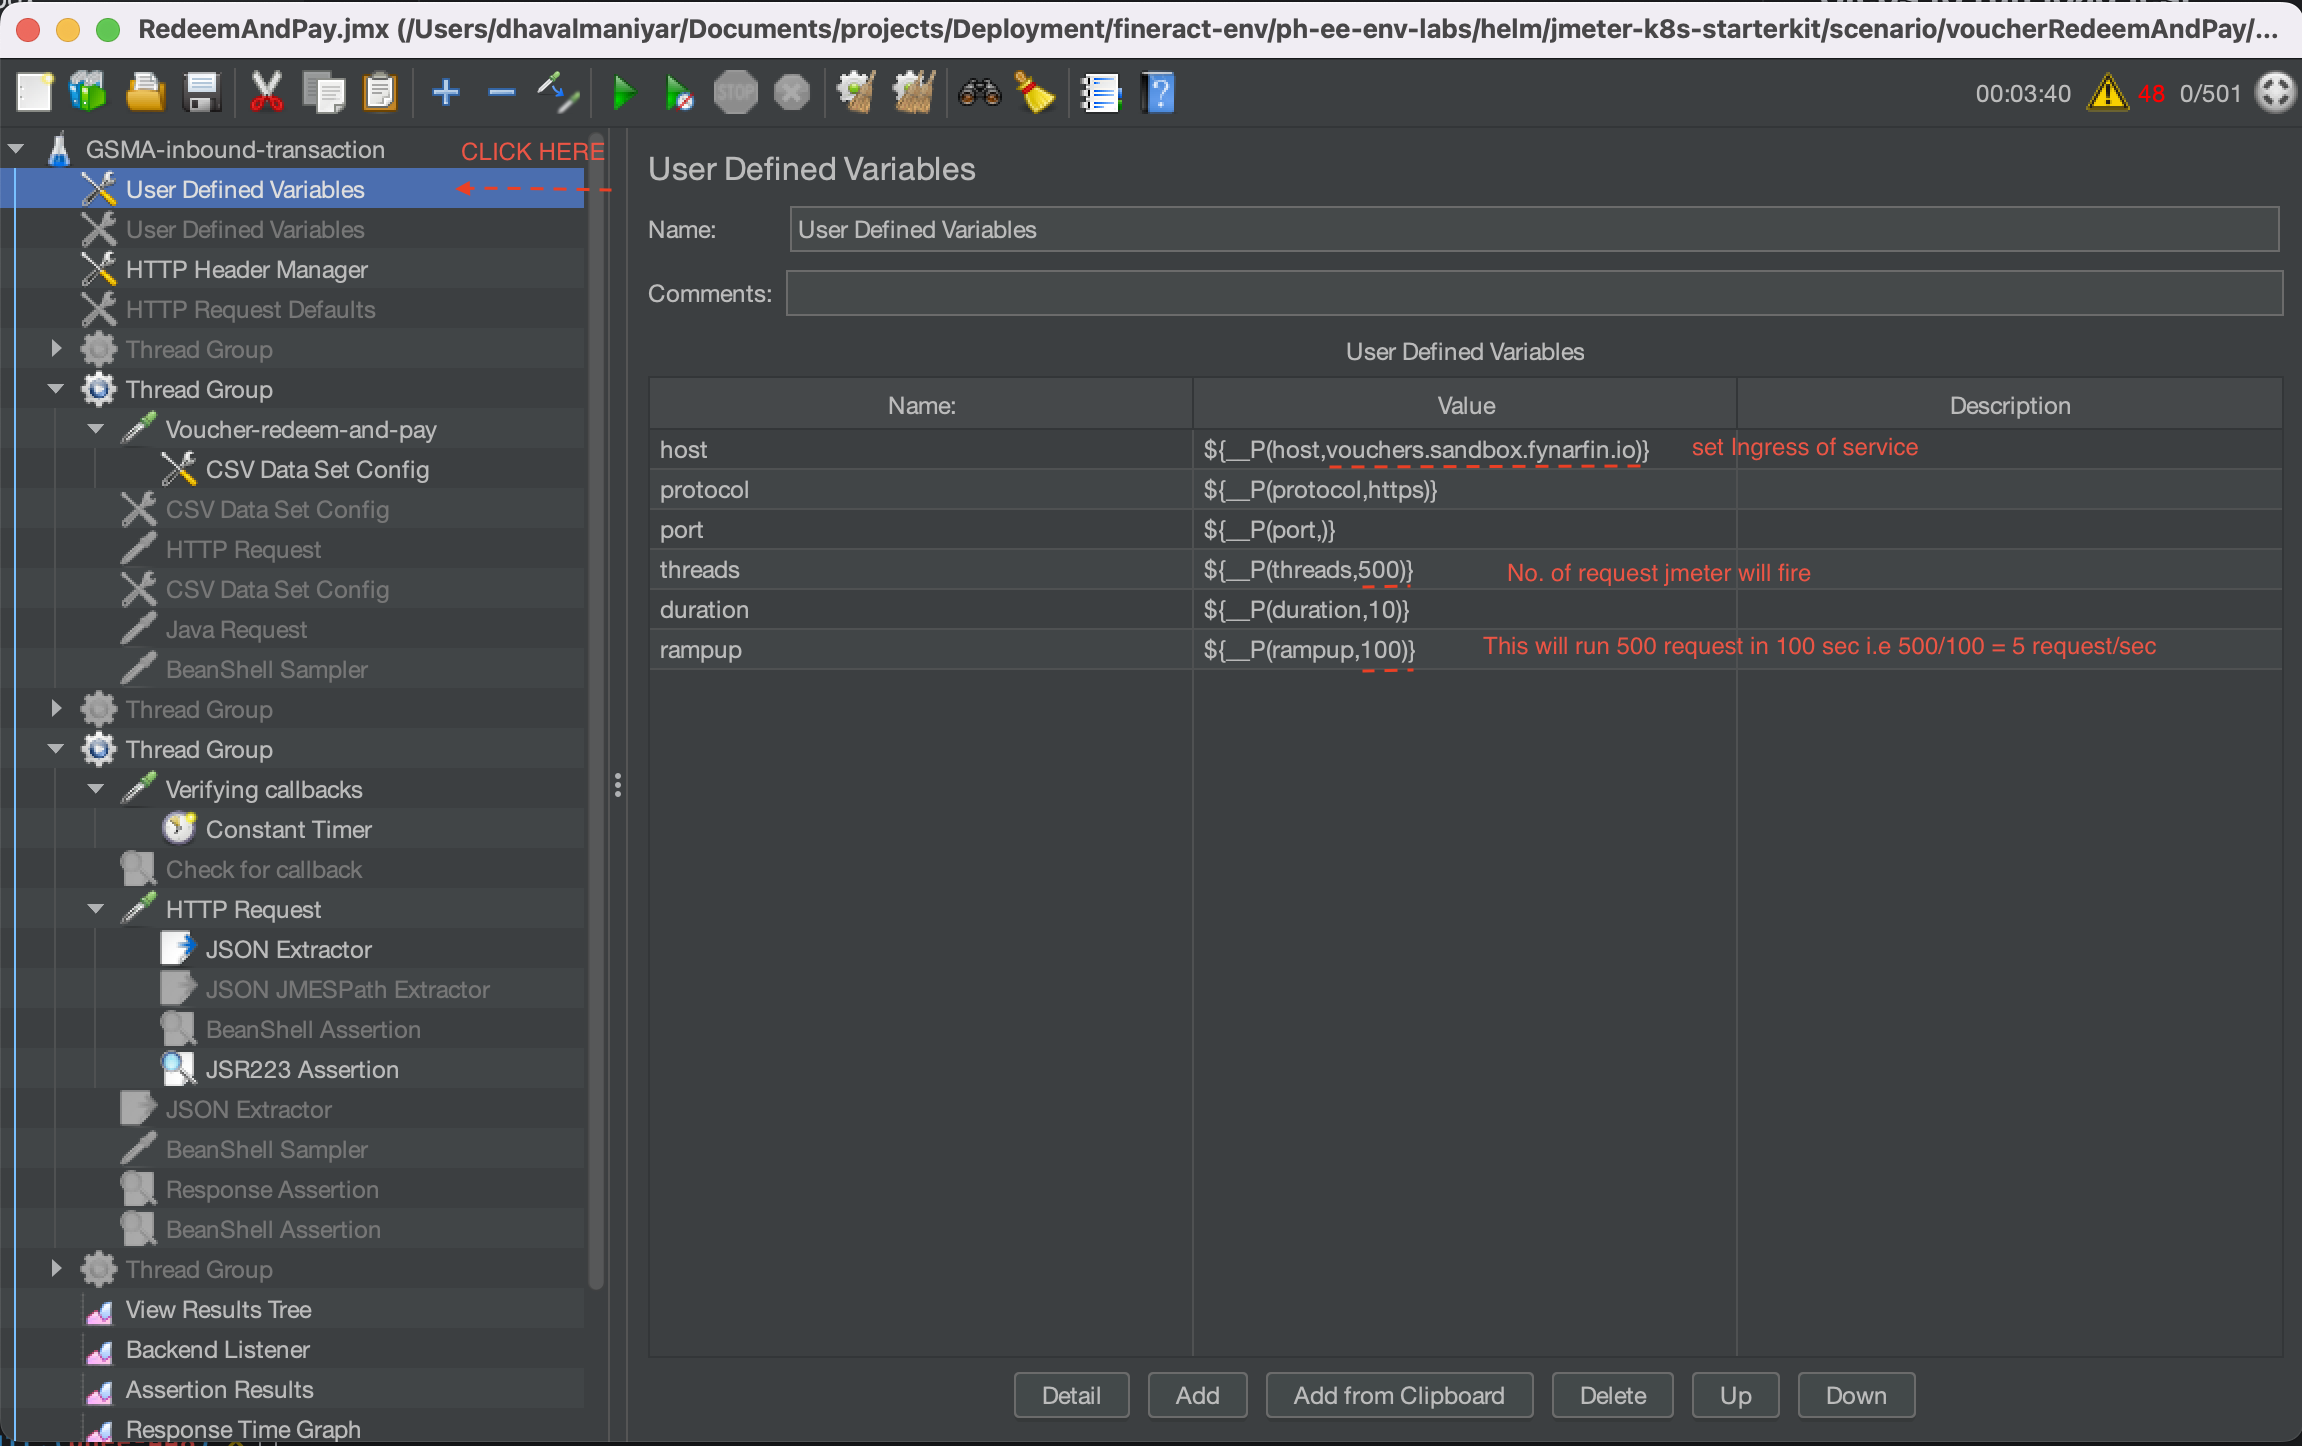 RedeemAndPay.jmx (/Users/dhavalmaniyar/Documents/projects/Deployment/fineract-env/ph-ee-env-labs/helm/jmeter-k8s-starterkit/scenario/voucherRedeemAndPay/...
STOP
?
00:03:40 48 0/501
GSMA-inbound-transaction
CLICK HERE
User Defined Variables
User Defined Variables
HTTP Header Manager
HTTP Request Defaults
Thread Group
Thread Group
Voucher-redeem-and-pay
CSV Data Set Config
CSV Data Set Config
HTTP Request
CSV Data Set Config
Java Request
BeanShell Sampler
Thread Group
Thread Group
Verifying callbacks
Constant Timer
Check for callback
HTTP Request
JSON Extractor
JSON JMESPath Extractor
BeanShell Assertion
JSR223 Assertion
JSON Extractor
BeanShell Sampler
Response Assertion
BeanShell Assertion
Thread Group
View Results Tree
Backend Listener
Assertion Results
Response Time Graph
User Defined Variables
Name: User Defined Variables
Comments:
User Defined Variables
Name: Value Description
host ${__P(host,vouchers.sandbox.fynarfin.io)} set Ingress of service
protocol ${__P(protocol,https)}
port ${__P(port,)}
threads ${__P(threads,500)} No. of request jmeter will fire
duration ${__P(duration,10)}
rampup ${__P(rampup,100)} This will run 500 request in 100 sec i.e 500/100 = 5 request/sec
Detail Add Add from Clipboard Delete Up Down